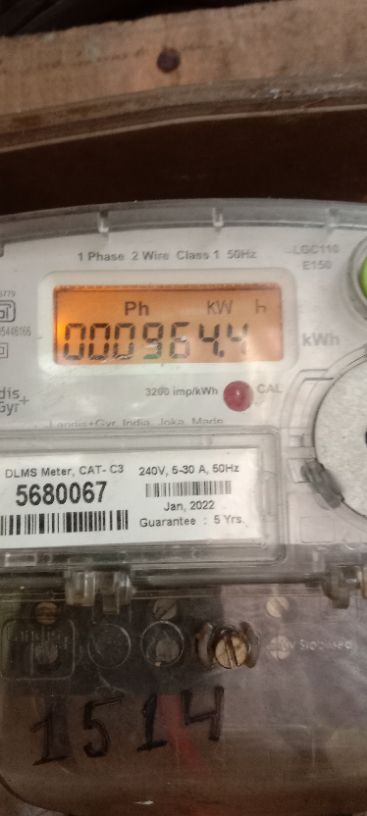 1 Phase 2 Wire Class 1 50Hz
LGC110
E150
Ph KW h
000964.4
kWh
dis+
Gyr
3200 imp/kWh
CAL
Landis+Gyr, India, Joka, Made
DLMS Meter, CAT- C3
240V, 5-30 A, 50Hz
5680067
Jan, 2022
Guarantee : 5 Yrs.
1514